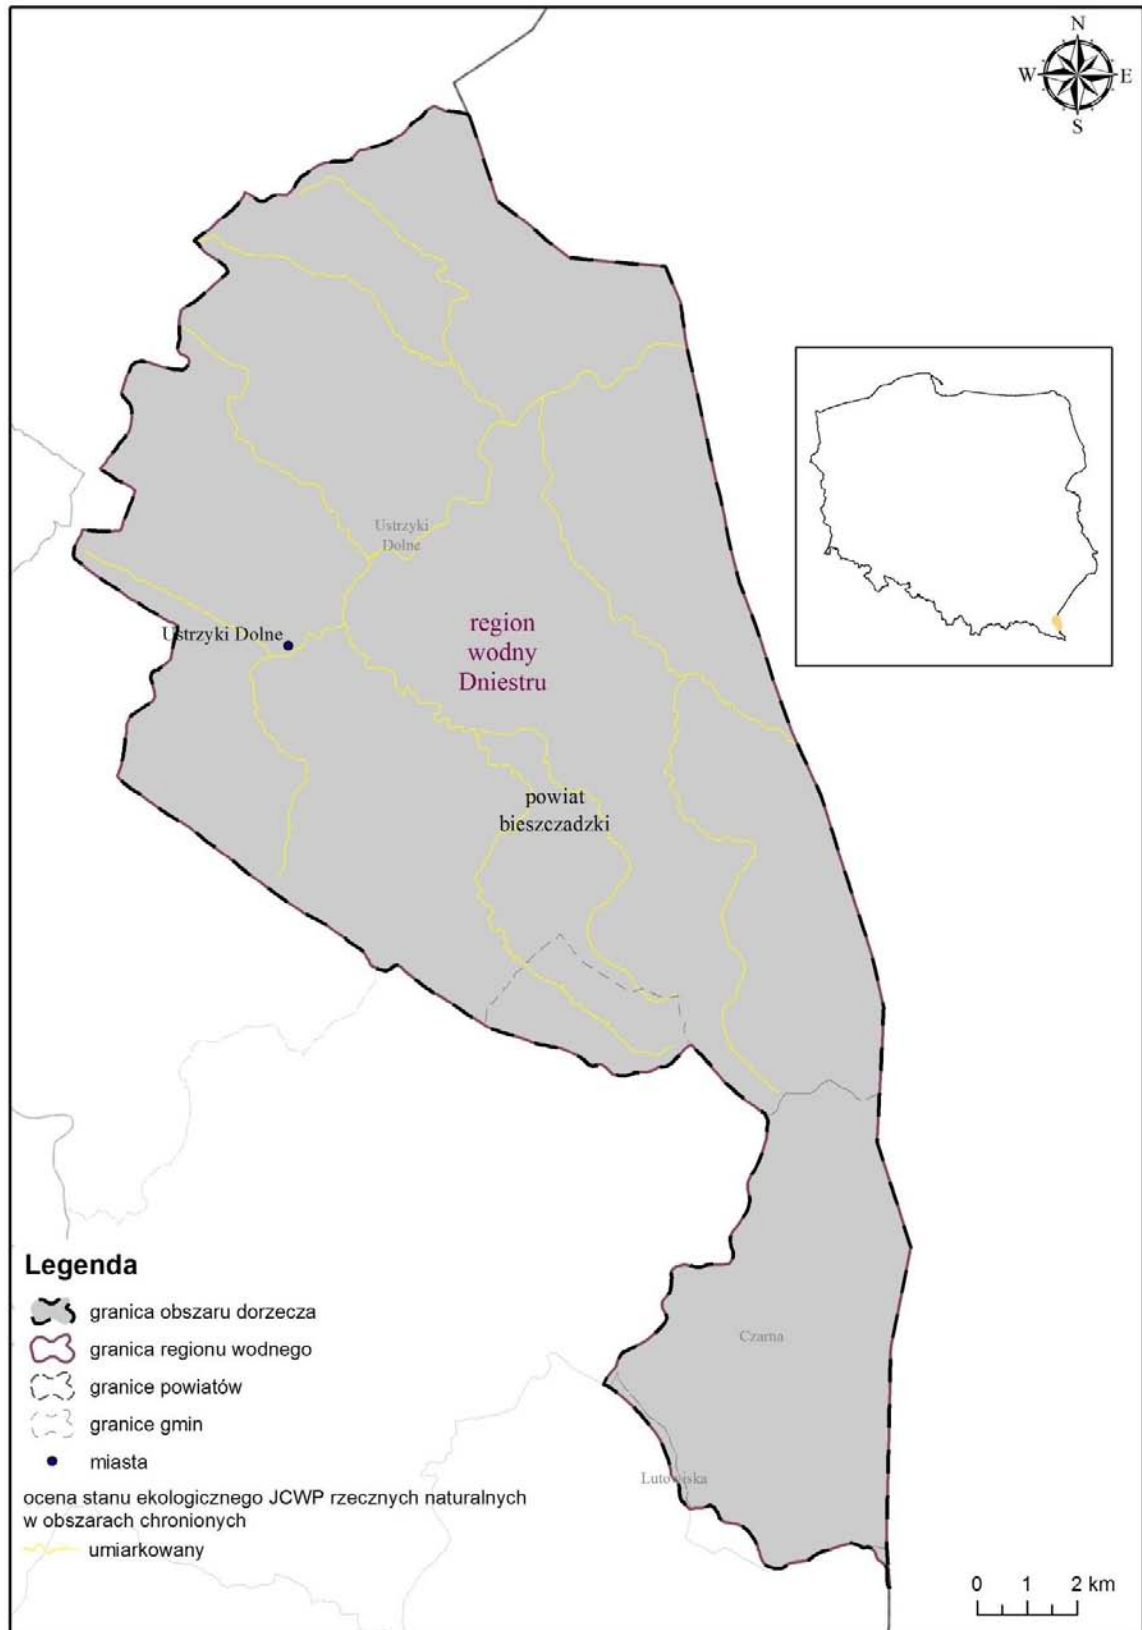 N
W E
S
Ustrzyki
Dolne
Ustrzyki Dolne
region
wodny
Dniestru
powiat
bieszczadzki
Czarna
Lutowiska
Legenda
granica obszaru dorzecza
granica regionu wodnego
granice powiatów
granice gmin
miasta
ocena stanu ekologicznego JCWP rzecznych naturalnych
w obszarach chronionych
umiarkowany
0 1 2 km